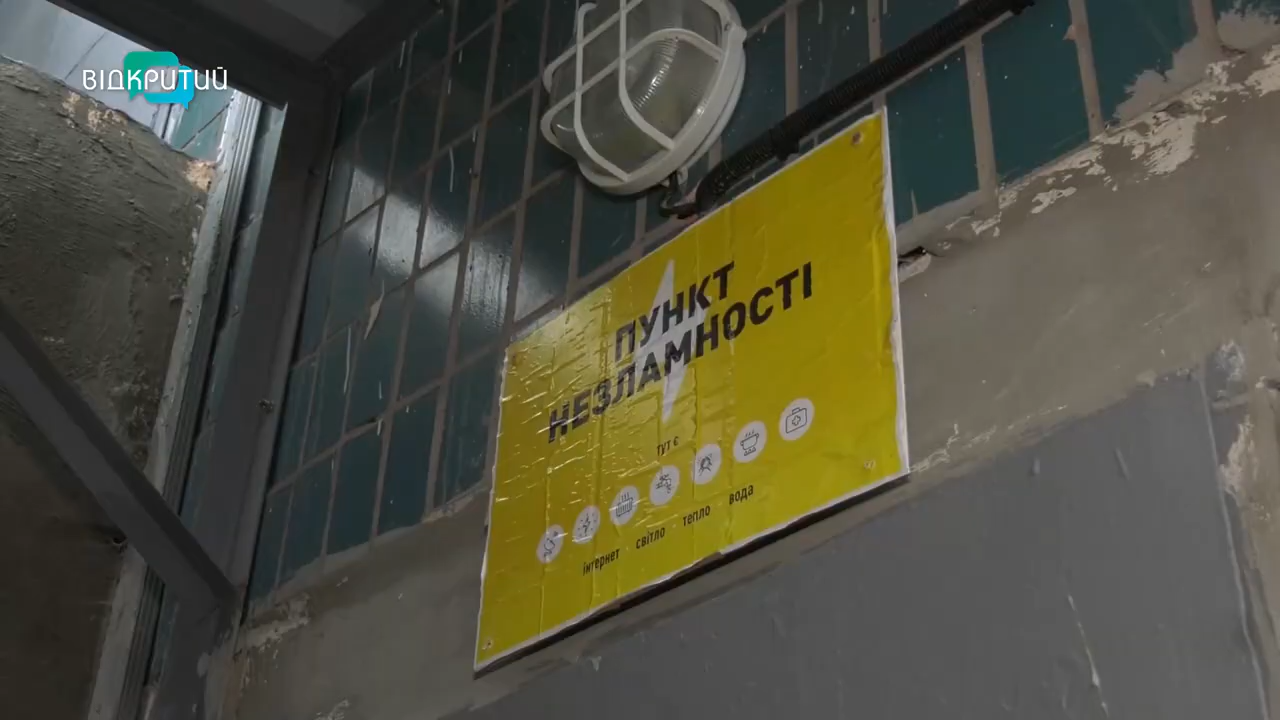 ВІДКРИТИЙ
ПУНКТ
НЕЗЛАМНОСТІ
тут є
інтернет світло тепло вода